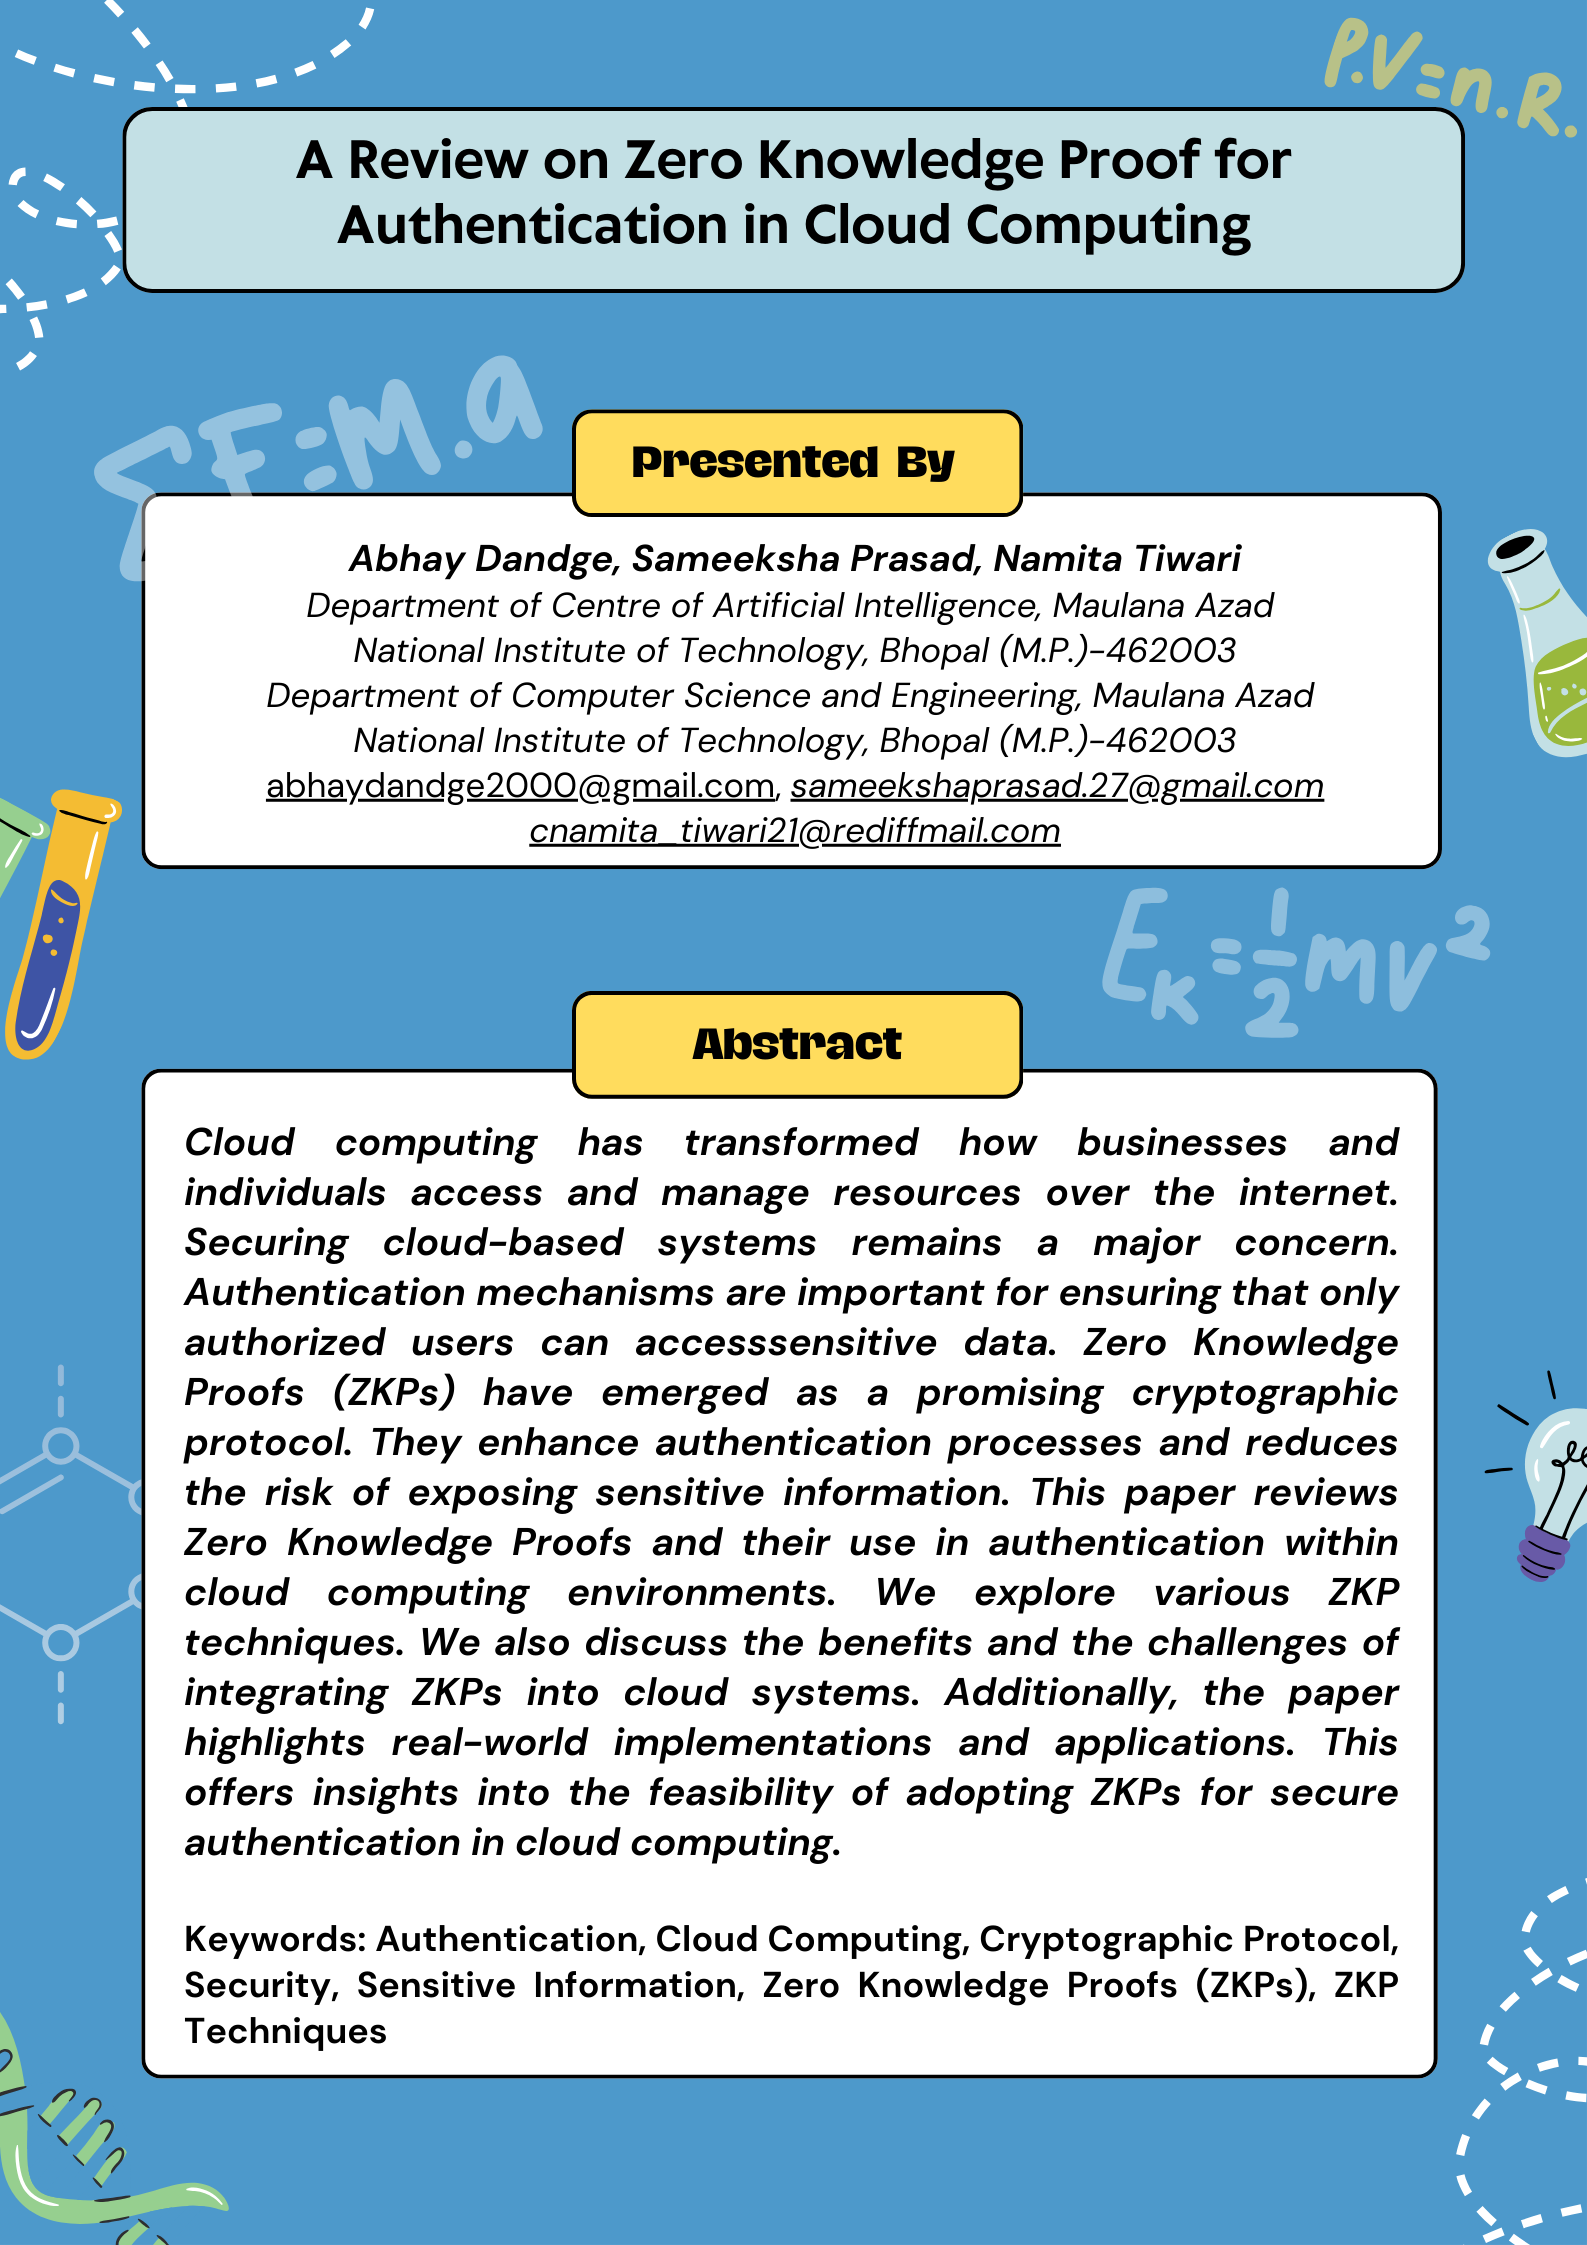 P.V=n.R.
A Review on Zero Knowledge Proof for
Authentication in Cloud Computing
ΣF=M.a
Presented By
Abhay Dandge, Sameeksha Prasad, Namita Tiwari
Department of Centre of Artificial Intelligence, Maulana Azad
National Institute of Technology, Bhopal (M.P.)-462003
Department of Computer Science and Engineering, Maulana Azad
National Institute of Technology, Bhopal (M.P.)-462003
abhaydandge2000@gmail.com, sameekshaprasad.27@gmail.com
cnamita_tiwari21@rediffmail.com
Eₖ=½mv²
Abstract
Cloud computing has transformed how businesses and
individuals access and manage resources over the internet.
Securing cloud-based systems remains a major concern.
Authentication mechanisms are important for ensuring that only
authorized users can accesssensitive data. Zero Knowledge
Proofs (ZKPs) have emerged as a promising cryptographic
protocol. They enhance authentication processes and reduces
the risk of exposing sensitive information. This paper reviews
Zero Knowledge Proofs and their use in authentication within
cloud computing environments. We explore various ZKP
techniques. We also discuss the benefits and the challenges of
integrating ZKPs into cloud systems. Additionally, the paper
highlights real-world implementations and applications. This
offers insights into the feasibility of adopting ZKPs for secure
authentication in cloud computing.
Keywords: Authentication, Cloud Computing, Cryptographic Protocol,
Security, Sensitive Information, Zero Knowledge Proofs (ZKPs), ZKP
Techniques